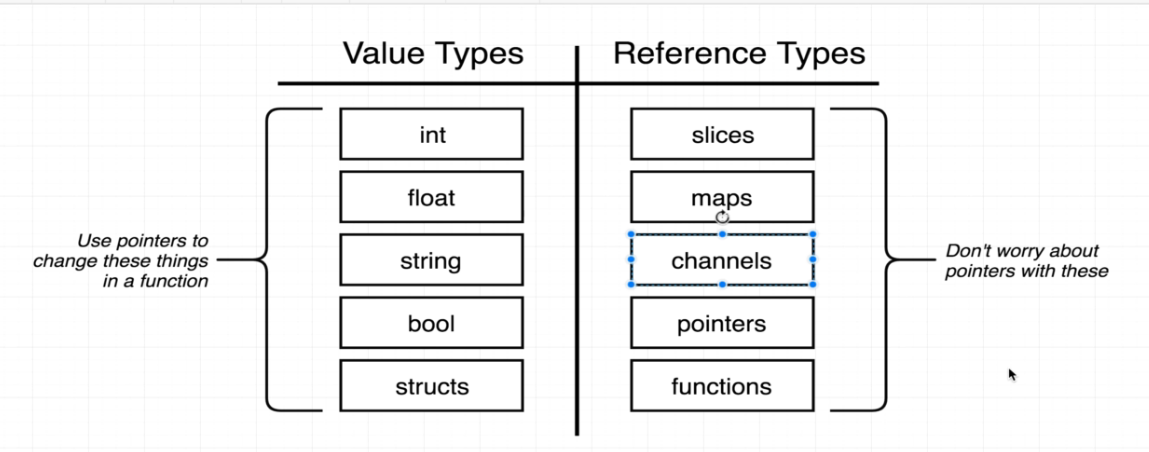 Value Types
Reference Types
int
slices
float
maps
Use pointers to
change these things
in a function
string
channels
Don't worry about
pointers with these
bool
pointers
structs
functions